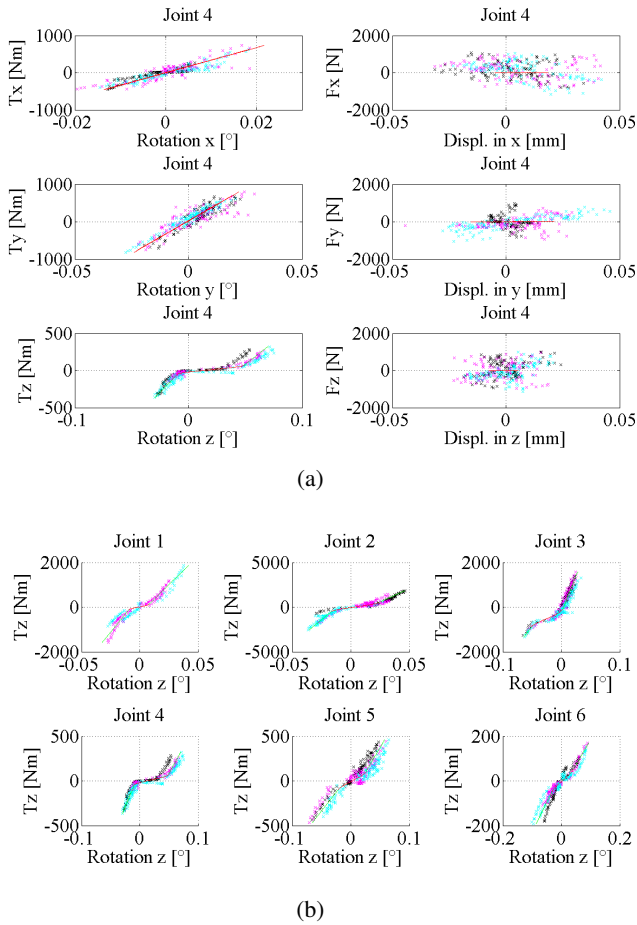 Joint 4
Joint 4
Tx [Nm]
1000
0
-1000
-0.02
0
0.02
Rotation x [°]
Fx [N]
2000
0
-2000
-0.05
0
0.05
Displ. in x [mm]
Joint 4
Joint 4
Ty [Nm]
1000
0
-1000
-0.05
0
0.05
Rotation y [°]
Fy [N]
2000
0
-2000
-0.05
0
0.05
Displ. in y [mm]
Joint 4
Joint 4
Tz [Nm]
500
0
-500
-0.1
0
0.1
Rotation z [°]
Fz [N]
2000
0
-2000
-0.05
0
0.05
Displ. in z [mm]
(a)
Joint 1
Joint 2
Joint 3
Tz [Nm]
2000
0
-2000
-0.05
0
0.05
Rotation z [°]
Tz [Nm]
5000
0
-5000
-0.05
0
0.05
Rotation z [°]
Tz [Nm]
2000
0
-2000
-0.1
0
0.1
Rotation z [°]
Joint 4
Joint 5
Joint 6
Tz [Nm]
500
0
-500
-0.1
0
0.1
Rotation z [°]
Tz [Nm]
500
0
-500
-0.1
0
0.1
Rotation z [°]
Tz [Nm]
200
0
-200
-0.2
0
0.2
Rotation z [°]
(b)